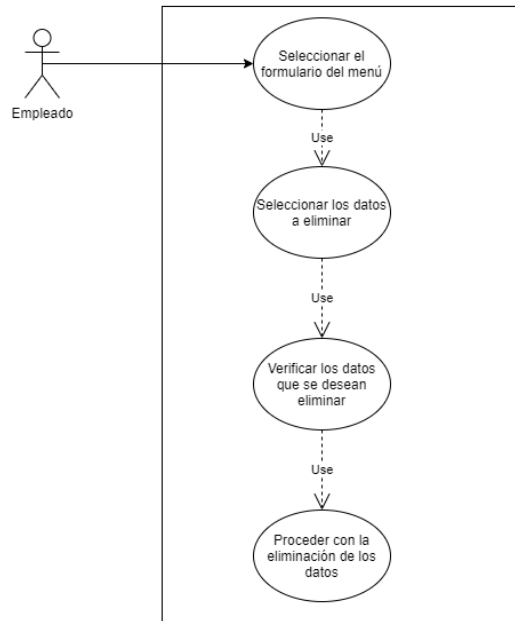 Seleccionar el
formulario del menú
Empleado
Use
Seleccionar los datos
a eliminar
Use
Verificar los datos
que se desean
eliminar
Use
Proceder con la
eliminación de los
datos